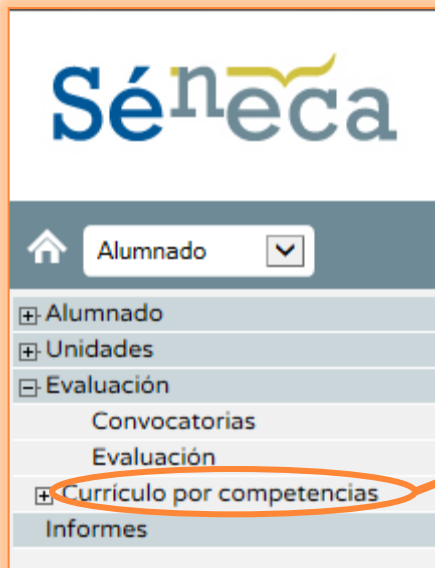 Séneca
Alumnado
Alumnado
Unidades
Evaluación
Convocatorias
Evaluación
Currículo por competencias
Informes